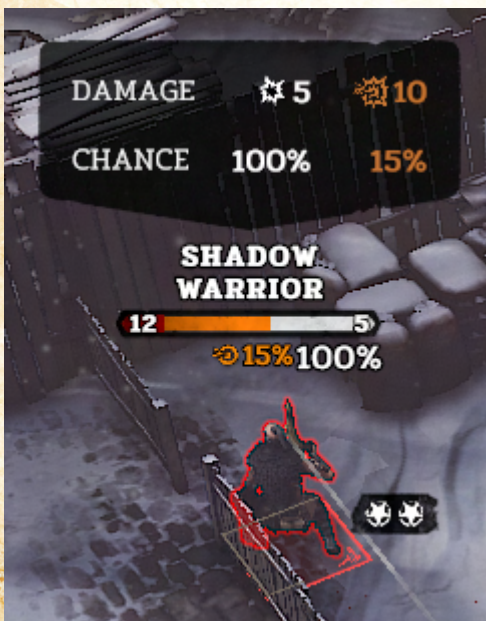 DAMAGE 5 10
CHANCE 100% 15%
SHADOW
WARRIOR
12 5
15% 100%